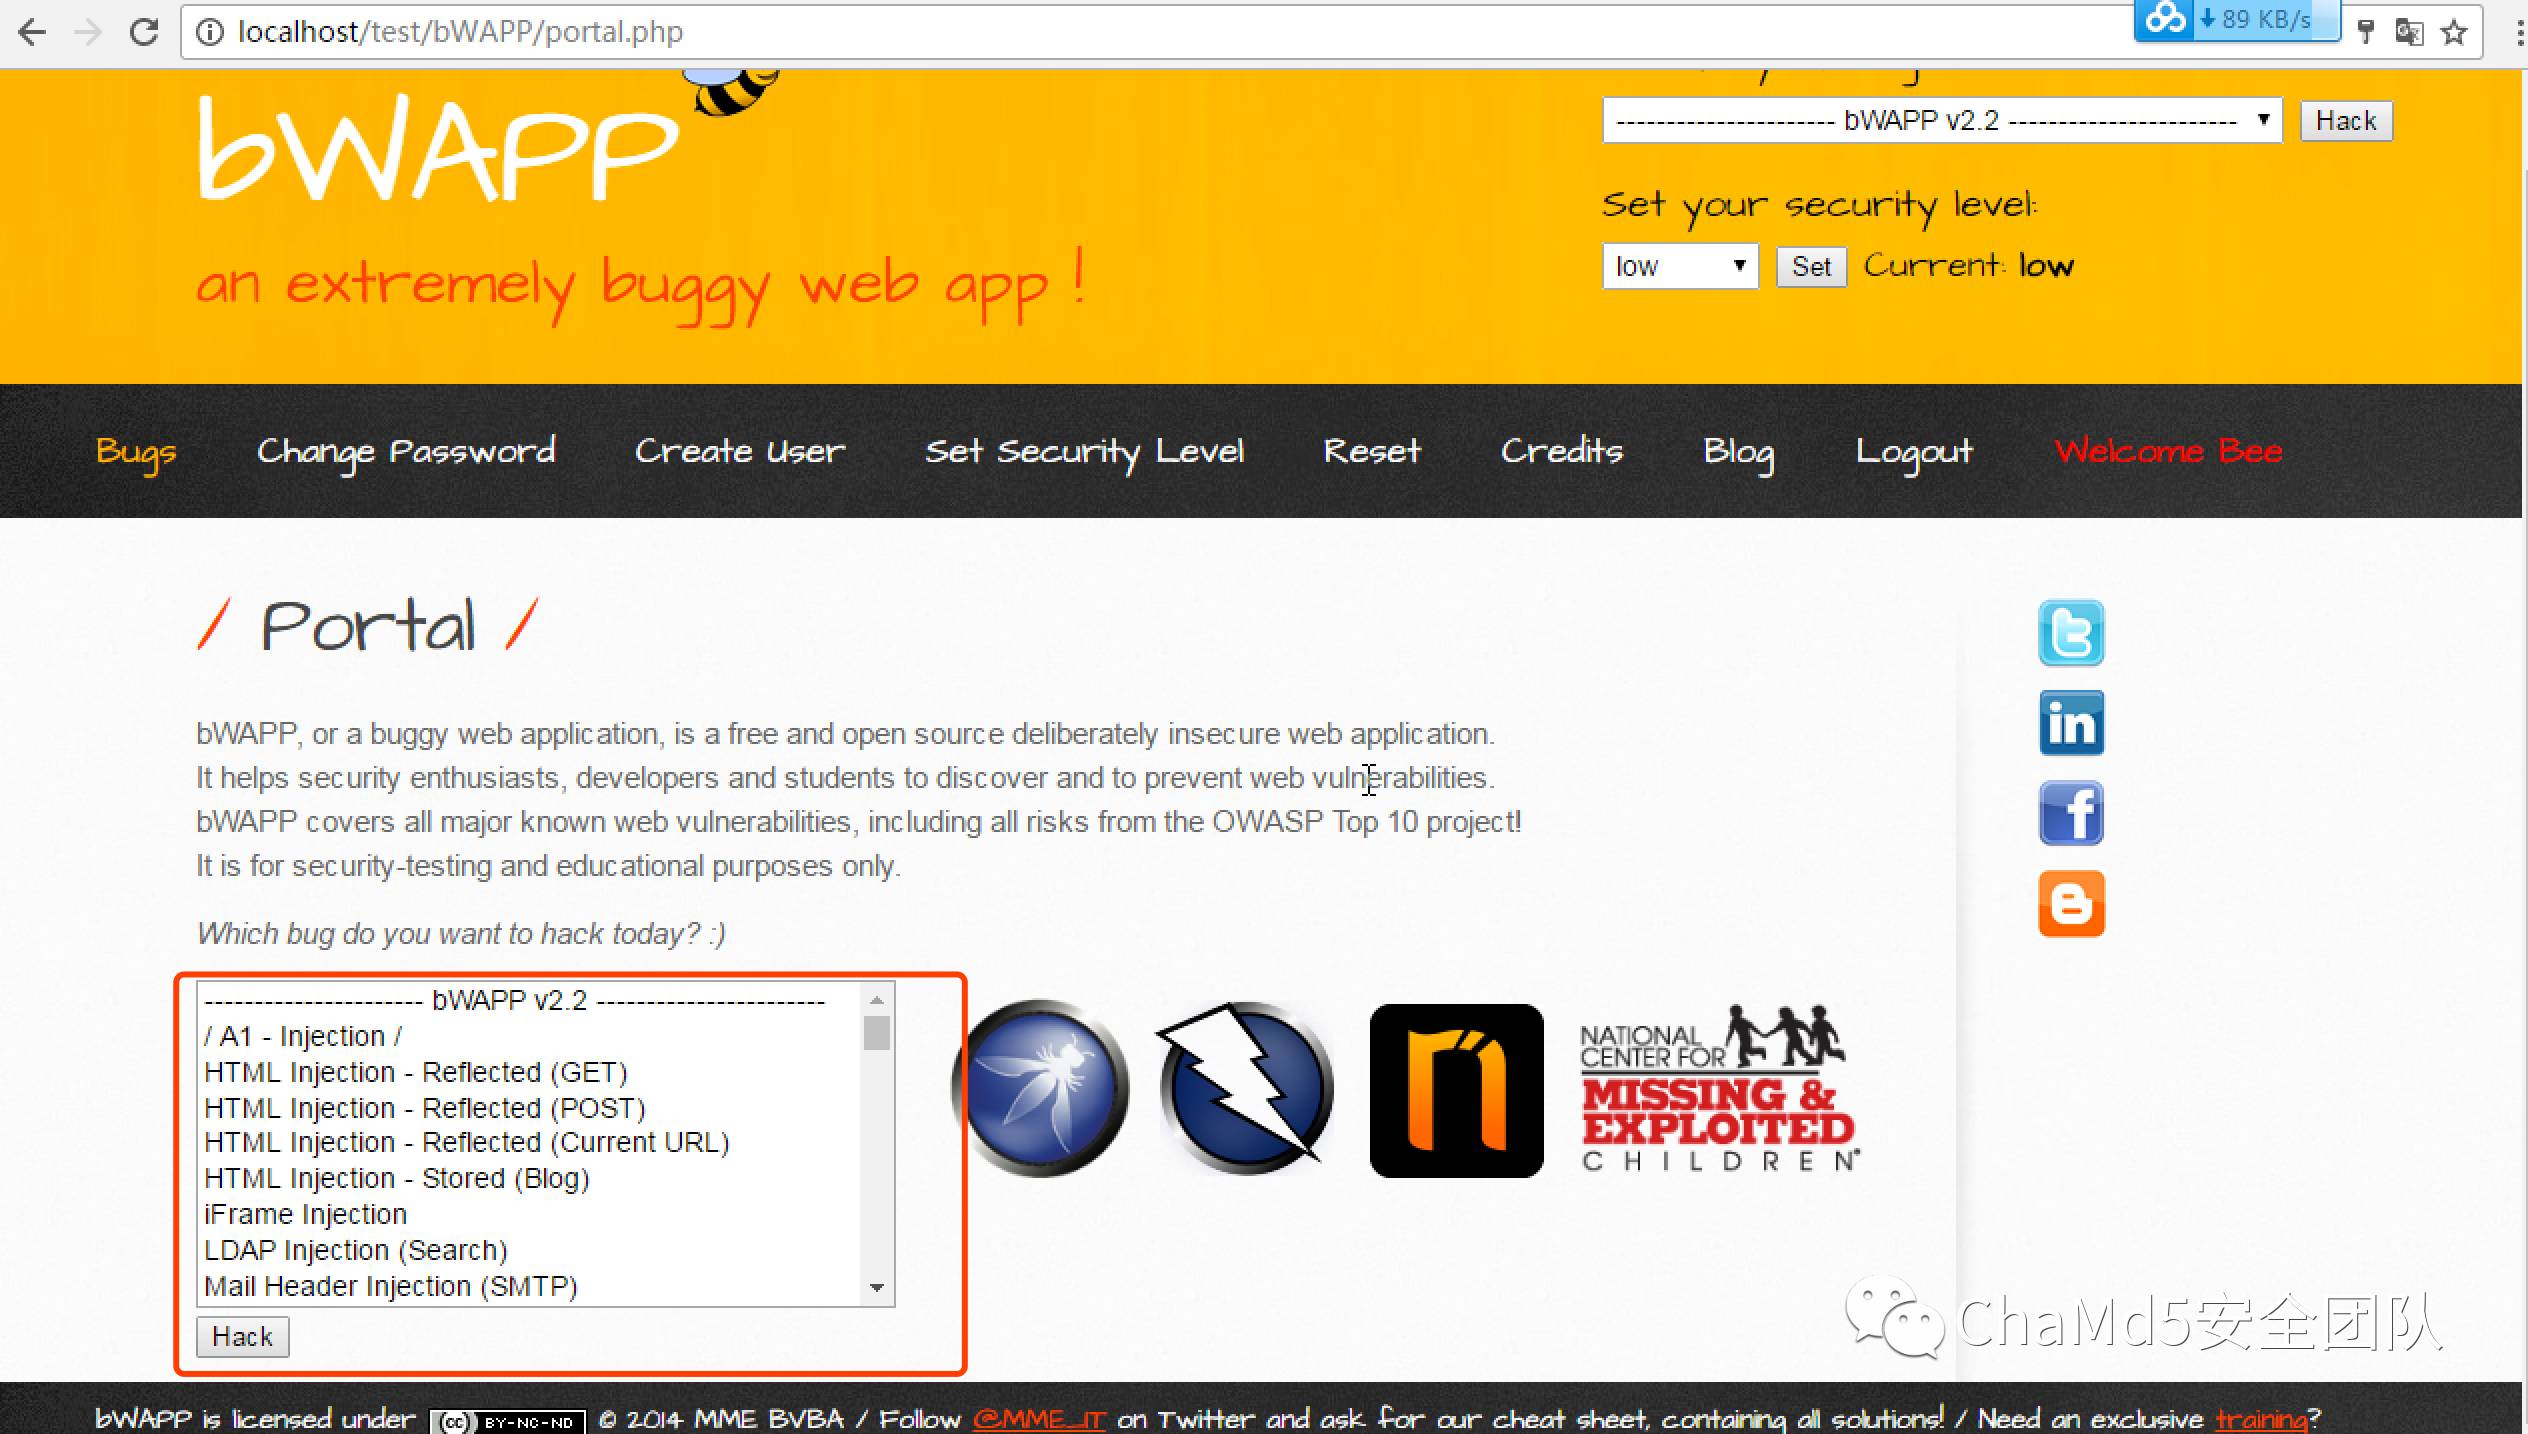 localhost/test/bWAPP/portal.php
89 KB/s
bWAPP
an extremely buggy web app !
---------------------- bWAPP v2.2 -----------------------
Hack
Set your security level:
low
Set
Current: low
Bugs
Change Password
Create User
Set Security Level
Reset
Credits
Blog
Logout
Welcome Bee
/ Portal /
bWAPP, or a buggy web application, is a free and open source deliberately insecure web application.
It helps security enthusiasts, developers and students to discover and to prevent web vulnerabilities.
bWAPP covers all major known web vulnerabilities, including all risks from the OWASP Top 10 project!
It is for security-testing and educational purposes only.
Which bug do you want to hack today? :)
---------------------- bWAPP v2.2 -----------------------
/ A1 - Injection /
HTML Injection - Reflected (GET)
HTML Injection - Reflected (POST)
HTML Injection - Reflected (Current URL)
HTML Injection - Stored (Blog)
iFrame Injection
LDAP Injection (Search)
Mail Header Injection (SMTP)
Hack
NATIONAL
CENTER FOR
MISSING &
EXPLOITED
CHILDREN®
ChaMd5安全团队
bWAPP is licensed under (cc) BY-NC-ND © 2014 MME BVBA / Follow @MME_IT on Twitter and ask for our cheat sheet, containing all solutions! / Need an exclusive training?